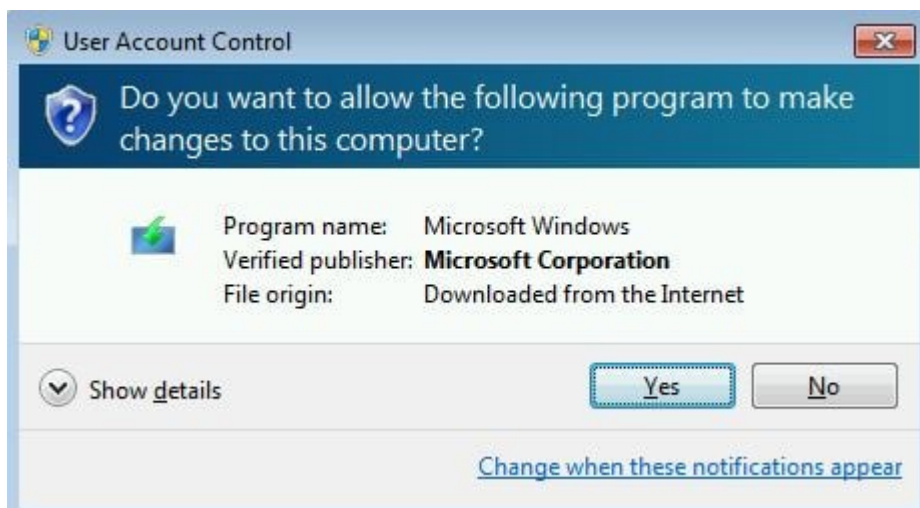 User Account Control
Do you want to allow the following program to make
changes to this computer?
Program name: Microsoft Windows
Verified publisher: Microsoft Corporation
File origin: Downloaded from the Internet
Show details
Yes
No
Change when these notifications appear